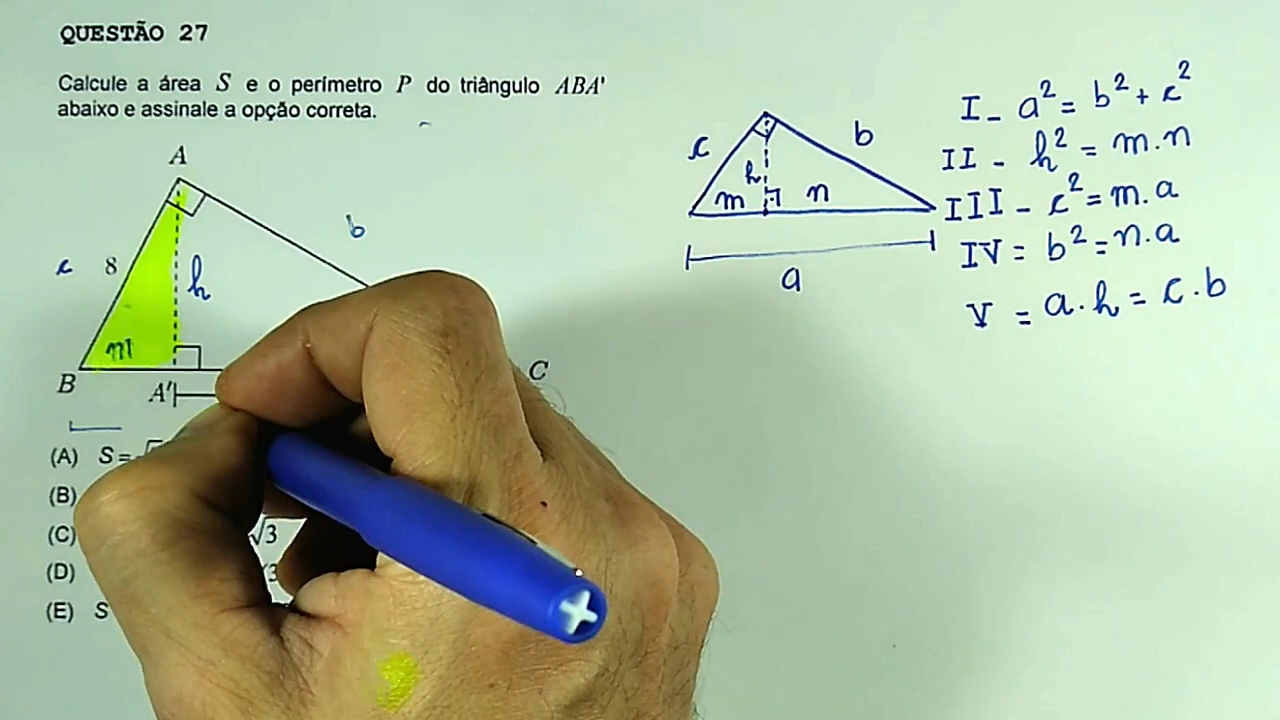 QUESTÃO 27
Calcule a área S e o perímetro P do triângulo ABA'
abaixo e assinale a opção correta.
A
c
8
h
b
m
B
A'
C
(A) S =
(B)
(C) √3
(D)
(E) S
c
b
h
m
n
a
I - a² = b² + c²
II - h² = m.n
III - c² = m.a
IV = b² = n.a
V = a.h = c.b